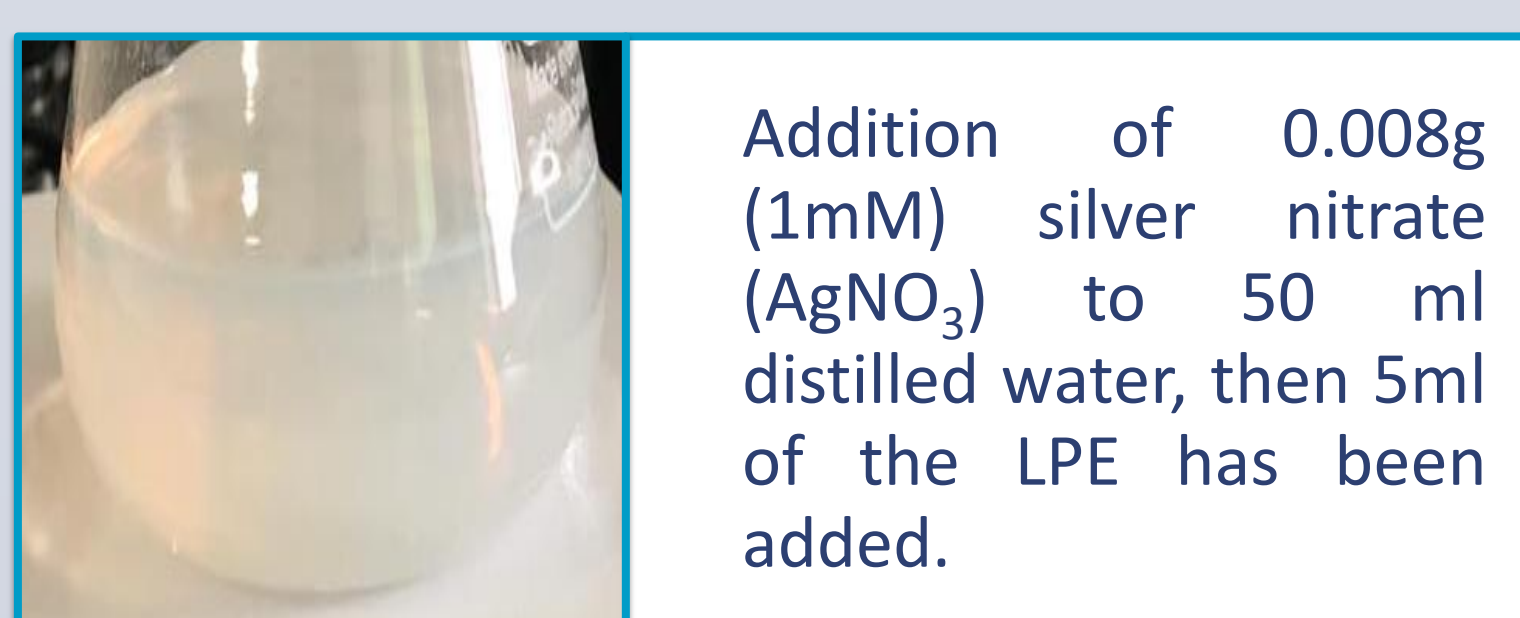 Addition of 0.008g
(1mM) silver nitrate
(AgNO₃) to 50 ml
distilled water, then 5ml
of the LPE has been
added.